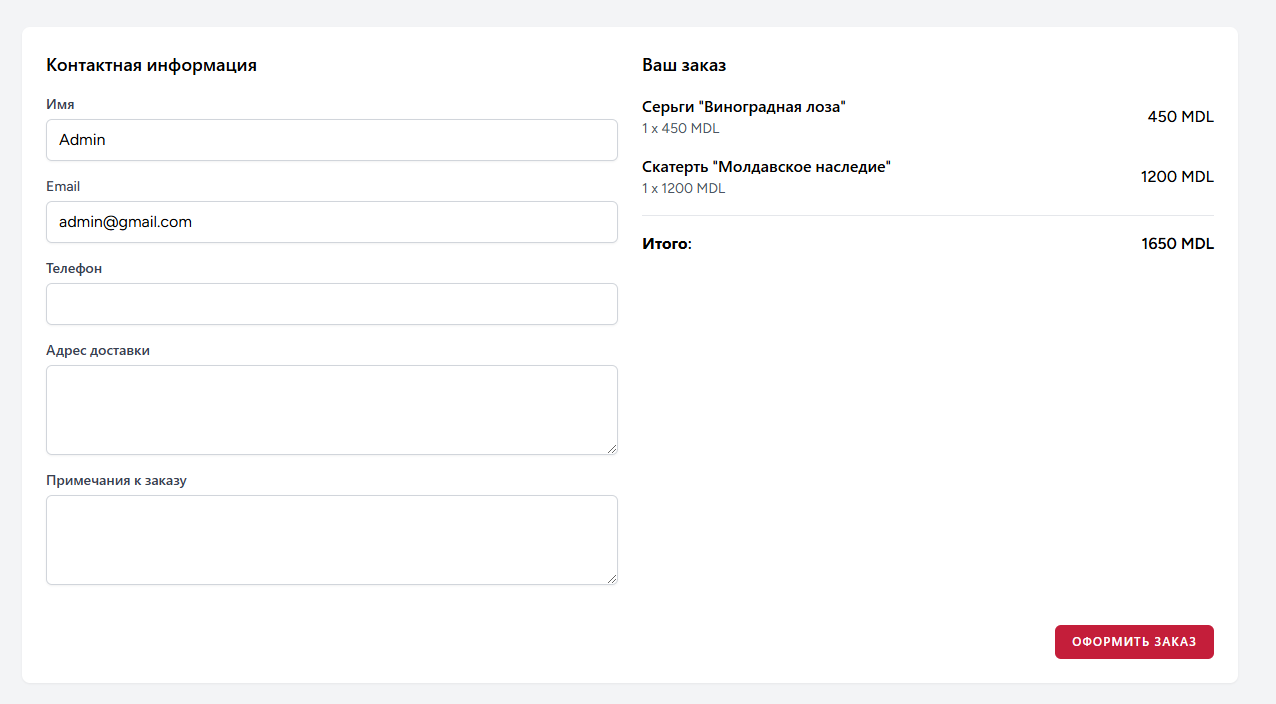 Контактная информация
Имя
Admin
Email
admin@gmail.com
Телефон
Адрес доставки
Примечания к заказу
Ваш заказ
Серьги "Виноградная лоза"
1 x 450 MDL
450 MDL
Скатерть "Молдавское наследие"
1 x 1200 MDL
1200 MDL
Итого:
1650 MDL
ОФОРМИТЬ ЗАКАЗ